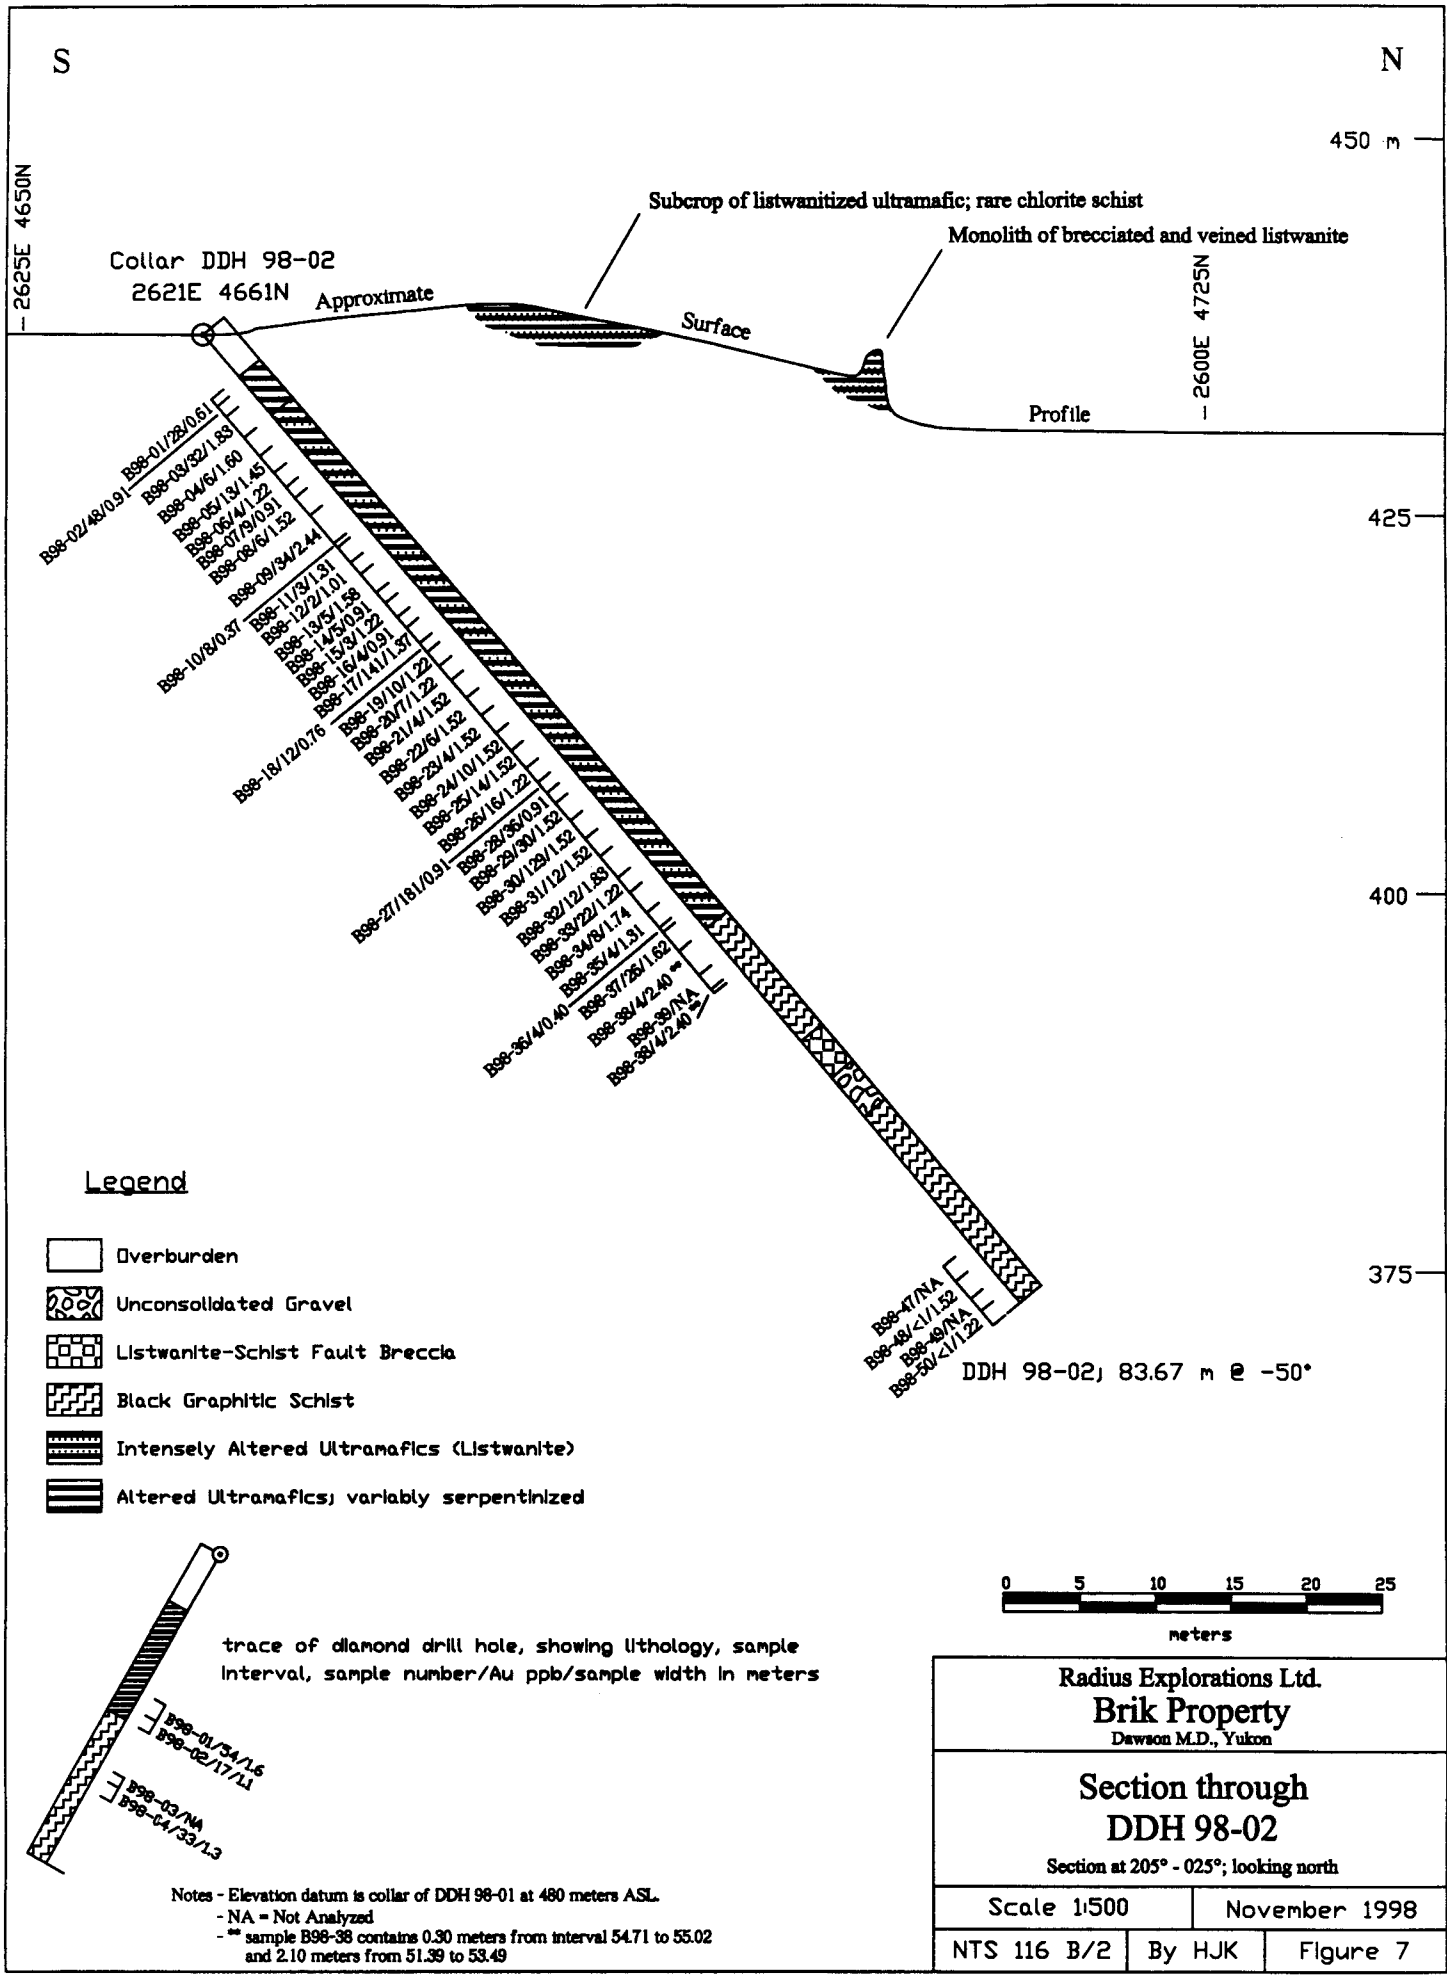 S
N
450 m
2625E 4650N
Subcrop of listwanitized ultramafic; rare chlorite schist
Monolith of brecciated and veined listwanite
Collar DDH 98-02
2621E 4661N
Approximate
Surface
Profile
2600E 4725N
425
400
375
B98-01/28/0.61
B98-02/48/0.91
B98-03/32/1.83
B98-04/6/1.60
B98-05/13/1.45
B98-06/4/1.22
B98-07/9/0.91
B98-08/6/1.52
B98-09/34/2.44
B98-10/8/0.37
B98-11/3/1.31
B98-12/2/1.01
B98-13/5/1.58
B98-14/5/0.91
B98-15/3/1.22
B98-16/4/0.91
B98-17/141/1.37
B98-18/12/0.76
B98-19/10/1.22
B98-20/7/1.22
B98-21/4/1.52
B98-22/6/1.52
B98-23/4/1.52
B98-24/10/1.52
B98-25/14/1.52
B98-26/16/1.22
B98-27/181/0.91
B98-28/36/0.91
B98-29/30/1.52
B98-30/129/1.52
B98-31/12/1.52
B98-32/12/1.83
B98-33/22/1.22
B98-34/8/1.74
B98-35/4/1.31
B98-36/4/0.40
B98-37/26/1.62
B98-38/4/2.40 **
B98-39/NA
B98-38/4/2.40 **
B98-47/NA
B98-48/<1/1.52
B98-49/NA
B98-50/<1/1.22
DDH 98-02; 83.67 m @ -50°
Legend
Overburden
Unconsolidated Gravel
Listwanite-Schist Fault Breccia
Black Graphitic Schist
Intensely Altered Ultramafics (Listwanite)
Altered Ultramafics; variably serpentinized
trace of diamond drill hole, showing lithology, sample
interval, sample number/Au ppb/sample width in meters
B98-01/54/1.6
B98-02/17/1.1
B98-03/NA
B98-04/33/1.3
0 5 10 15 20 25
meters
Notes - Elevation datum is collar of DDH 98-01 at 480 meters ASL.
- NA = Not Analyzed
- ** sample B98-38 contains 0.30 meters from interval 54.71 to 55.02
and 2.10 meters from 51.39 to 53.49
Radius Explorations Ltd.
Brik Property
Dawson M.D., Yukon
Section through
DDH 98-02
Section at 205° - 025°; looking north
Scale 1:500
November 1998
NTS 116 B/2
By HJK
Figure 7